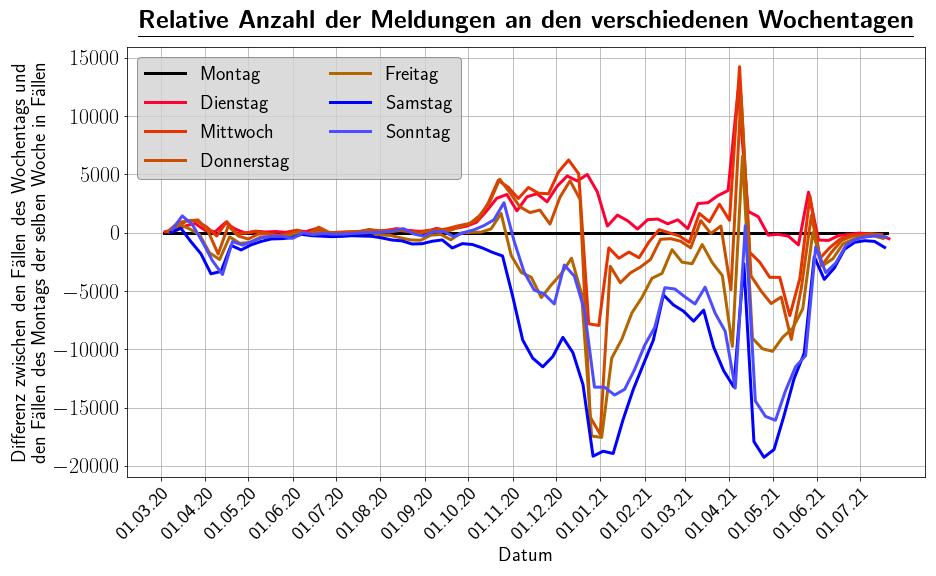 Relative Anzahl der Meldungen an den verschiedenen Wochentagen
Differenz zwischen den Fällen des Wochentags und
den Fällen des Montags der selben Woche in Fällen
15000
10000
5000
0
−5000
−10000
−15000
−20000
Montag
Dienstag
Mittwoch
Donnerstag
Freitag
Samstag
Sonntag
01.03.20
01.04.20
01.05.20
01.06.20
01.07.20
01.08.20
01.09.20
01.10.20
01.11.20
01.12.20
01.01.21
01.02.21
01.03.21
01.04.21
01.05.21
01.06.21
01.07.21
Datum